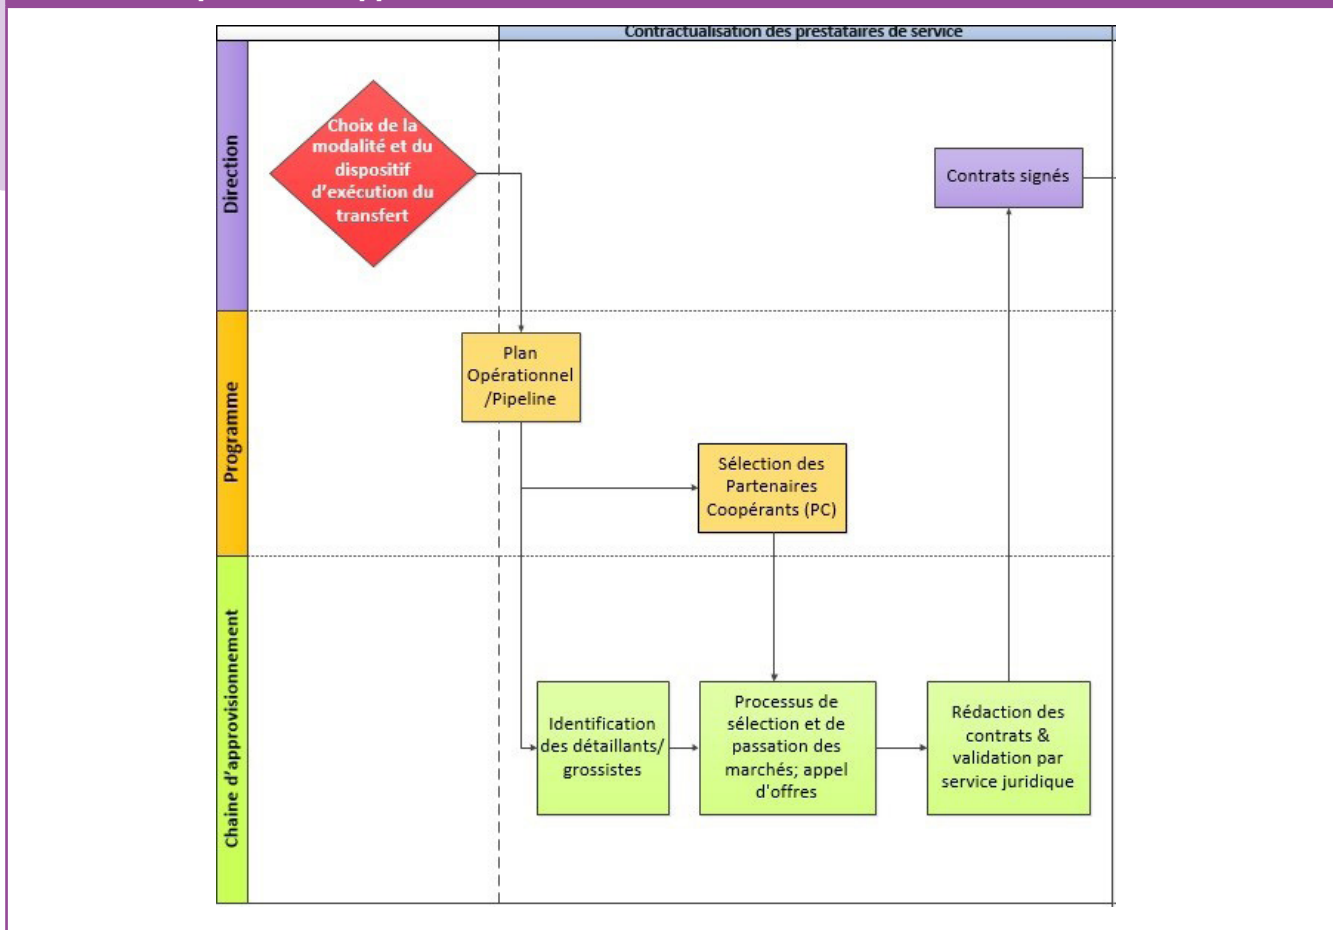 Contractualisation des prestataires de service
Direction
Choix de la
modalité et du
dispositif
d'exécution du
transfert
Contrats signés
Programme
Plan
Opérationnel
/Pipeline
Sélection des
Partenaires
Coopérants (PC)
Chaine d'approvisionnement
Identification
des détaillants/
grossistes
Processus de
sélection et de
passation des
marchés; appel
d'offres
Rédaction des
contrats &
validation par
service juridique